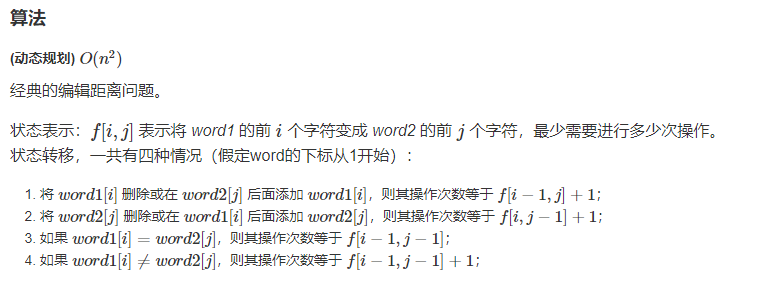 算法
(动态规划) O(n²)
经典的编辑距离问题。
状态表示：f[i, j] 表示将 word1 的前 i 个字符变成 word2 的前 j 个字符，最少需要进行多少次操作。
状态转移，一共有四种情况（假定word的下标从1开始）：
1. 将 word1[i] 删除或在 word2[j] 后面添加 word1[i]，则其操作次数等于 f[i − 1, j] + 1；
2. 将 word2[j] 删除或在 word1[i] 后面添加 word2[j]，则其操作次数等于 f[i, j − 1] + 1；
3. 如果 word1[i] = word2[j]，则其操作次数等于 f[i − 1, j − 1]；
4. 如果 word1[i] ≠ word2[j]，则其操作次数等于 f[i − 1, j − 1] + 1；